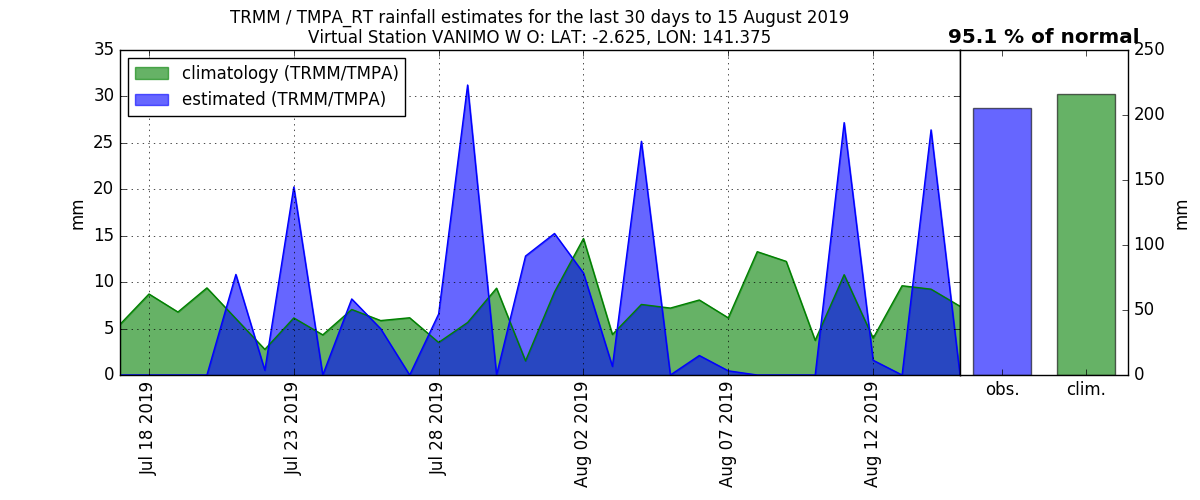 TRMM / TMPA_RT rainfall estimates for the last 30 days to 15 August 2019
Virtual Station VANIMO W O: LAT: -2.625, LON: 141.375
95.1 % of normal
climatology (TRMM/TMPA)
estimated (TRMM/TMPA)
35
30
25
20
15
10
5
0
mm
Jul 18 2019
Jul 23 2019
Jul 28 2019
Aug 02 2019
Aug 07 2019
Aug 12 2019
250
200
150
100
50
0
mm
obs.
clim.